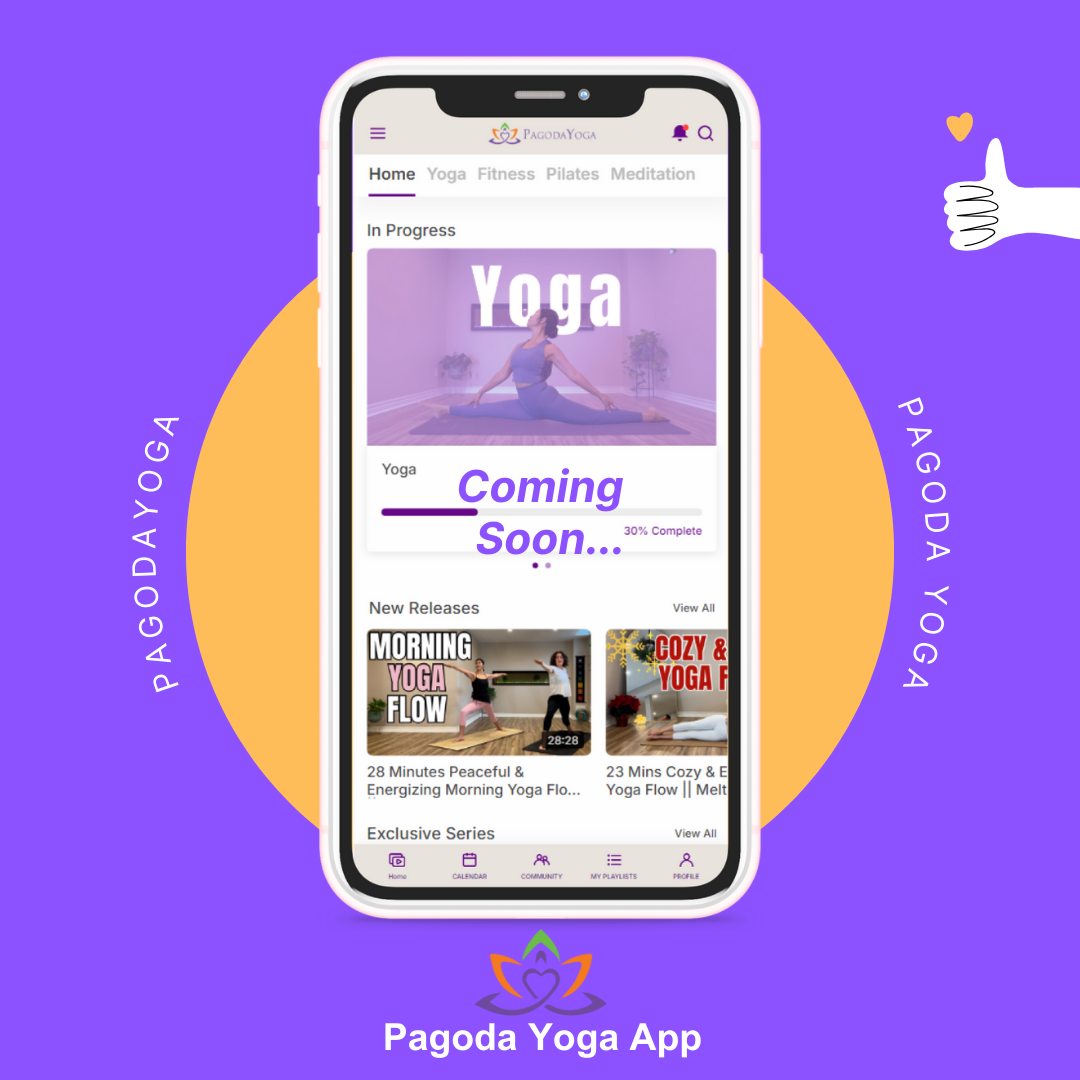 PAGODAYOGA
Home Yoga Fitness Pilates Meditation
In Progress
Yoga
Yoga
Coming
Soon...
30% Complete
New Releases
View All
MORNING
YOGA
FLOW
28:28
COZY &
YOGA F
28 Minutes Peaceful &
Energizing Morning Yoga Flo...
23 Mins Cozy & E
Yoga Flow || Melt
Exclusive Series
View All
Home
CALENDAR
COMMUNITY
MY PLAYLISTS
PROFILE
PAGODAYOGA
PAGODA YOGA
Pagoda Yoga App